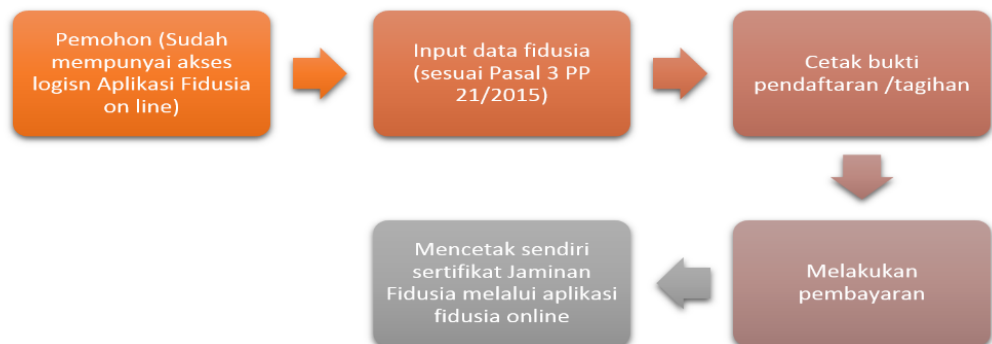 Pemohon (Sudah
mempunyai akses
logisn Aplikasi Fidusia
on line)
Input data fidusia
(sesuai Pasal 3 PP
21/2015)
Cetak bukti
pendaftaran /tagihan
Melakukan
pembayaran
Mencetak sendiri
sertifikat Jaminan
Fidusia melalui aplikasi
fidusia online